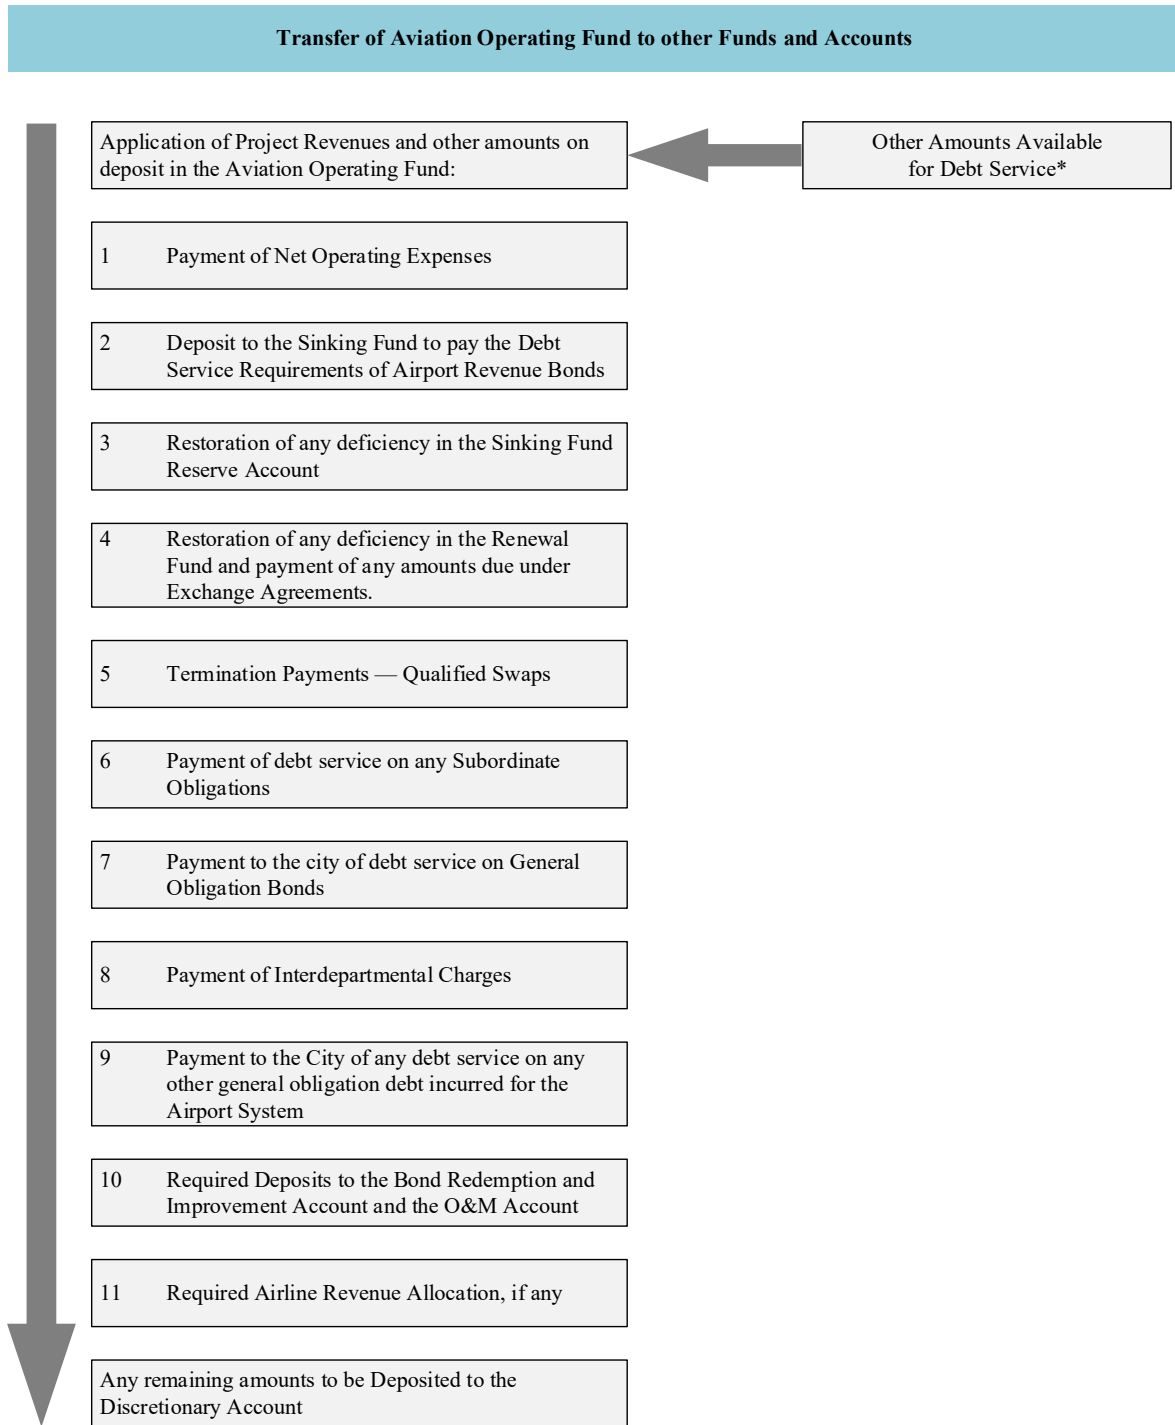 Transfer of Aviation Operating Fund to other Funds and Accounts
Application of Project Revenues and other amounts on
deposit in the Aviation Operating Fund:
Other Amounts Available
for Debt Service*
1 Payment of Net Operating Expenses
2 Deposit to the Sinking Fund to pay the Debt
Service Requirements of Airport Revenue Bonds
3 Restoration of any deficiency in the Sinking Fund
Reserve Account
4 Restoration of any deficiency in the Renewal
Fund and payment of any amounts due under
Exchange Agreements.
5 Termination Payments — Qualified Swaps
6 Payment of debt service on any Subordinate
Obligations
7 Payment to the city of debt service on General
Obligation Bonds
8 Payment of Interdepartmental Charges
9 Payment to the City of any debt service on any
other general obligation debt incurred for the
Airport System
10 Required Deposits to the Bond Redemption and
Improvement Account and the O&M Account
11 Required Airline Revenue Allocation, if any
Any remaining amounts to be Deposited to the
Discretionary Account